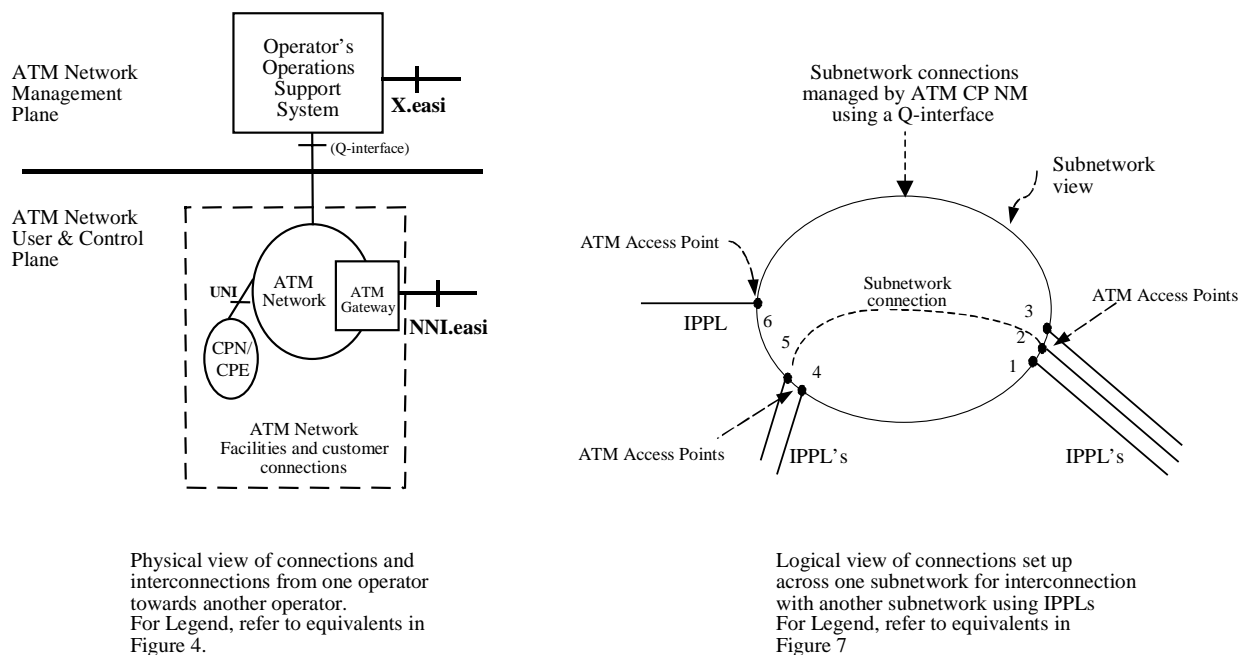 ATM Network
Management
Plane
Operator's
Operations
Support
System
X.easi
(Q-interface)
ATM Network
User & Control
Plane
UNI
ATM
Network
ATM
Gateway
NNI.easi
CPN/
CPE
ATM Network
Facilities and customer
connections
Physical view of connections and
interconnections from one operator
towards another operator.
For Legend, refer to equivalents in
Figure 4.
Subnetwork connections
managed by ATM CP NM
using a Q-interface
Subnetwork
view
ATM Access Point
Subnetwork
connection
ATM Access Points
IPPL
6
5
4
3
2
1
ATM Access Points
IPPL's
IPPL's
Logical view of connections set up
across one subnetwork for interconnection
with another subnetwork using IPPLs
For Legend, refer to equivalents in
Figure 7